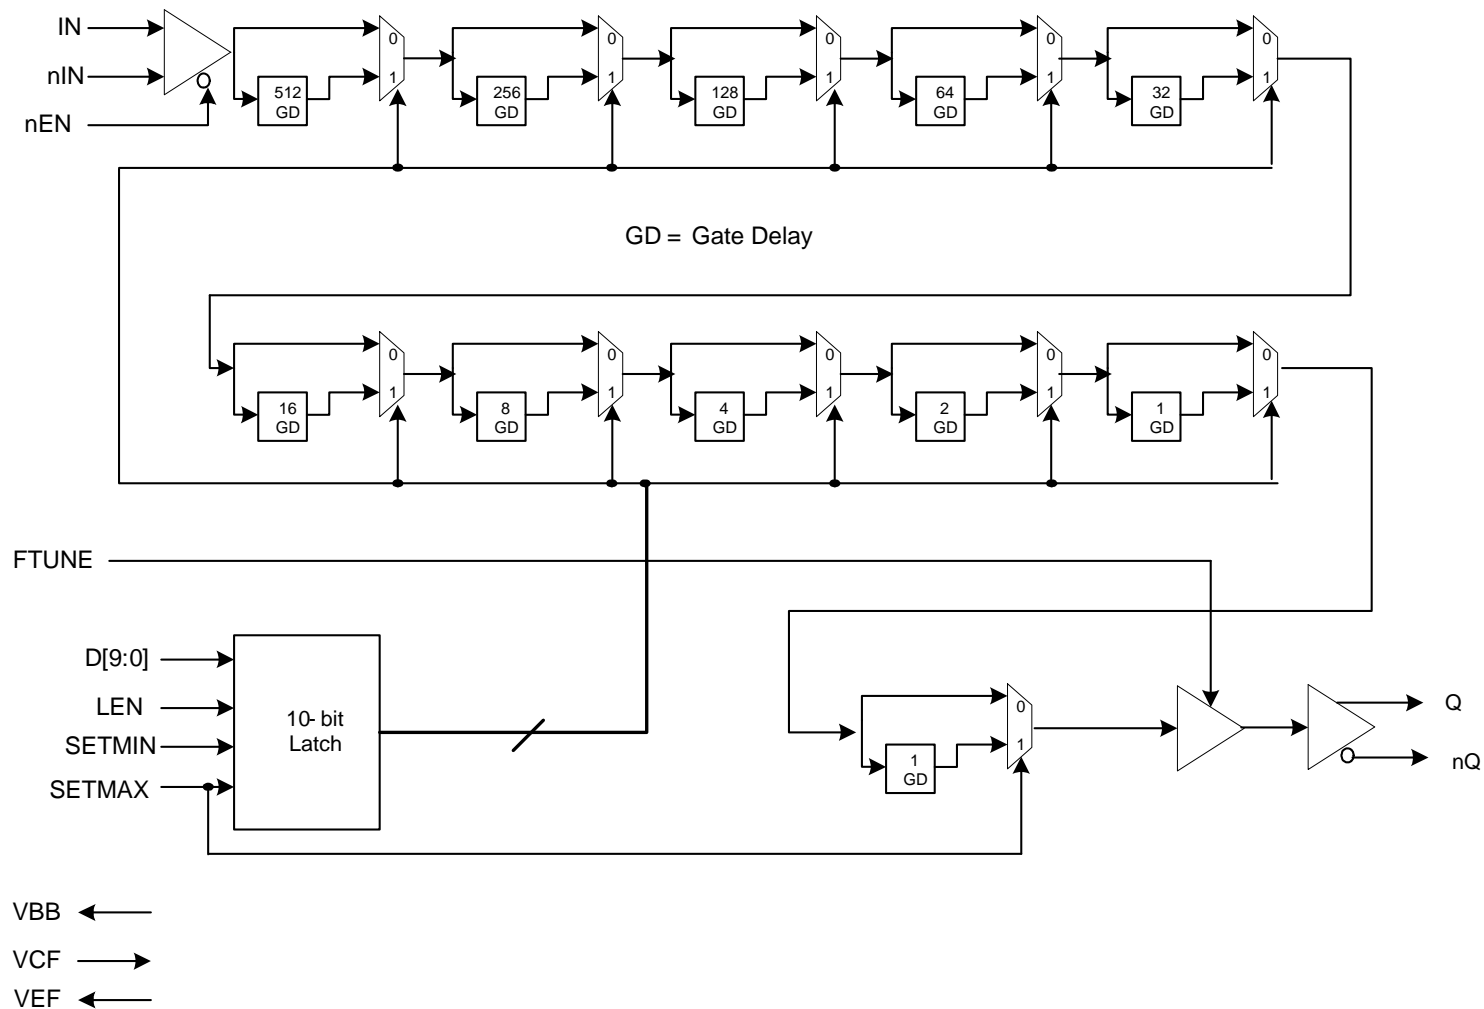 IN
nIN
nEN
0
1
512
GD
0
1
256
GD
0
1
128
GD
0
1
64
GD
0
1
32
GD
GD = Gate Delay
0
1
16
GD
0
1
8
GD
0
1
4
GD
0
1
2
GD
0
1
1
GD
FTUNE
D[9:0]
LEN
SETMIN
SETMAX
10-bit
Latch
0
1
1
GD
Q
nQ
VBB
VCF
VEF